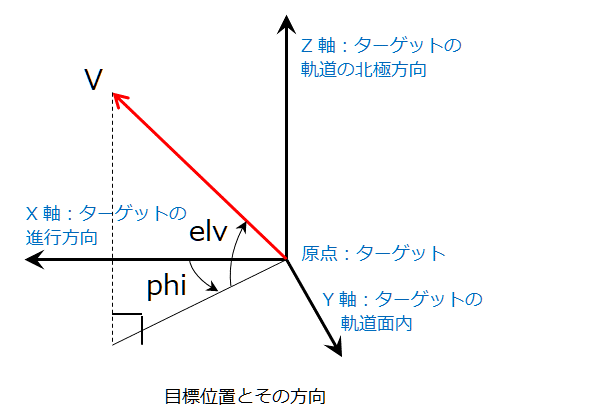 Z 軸：ターゲットの
軌道の北極方向
V
X 軸：ターゲットの
進行方向
elv
原点：ターゲット
phi
Y 軸：ターゲットの
軌道面内
目標位置とその方向